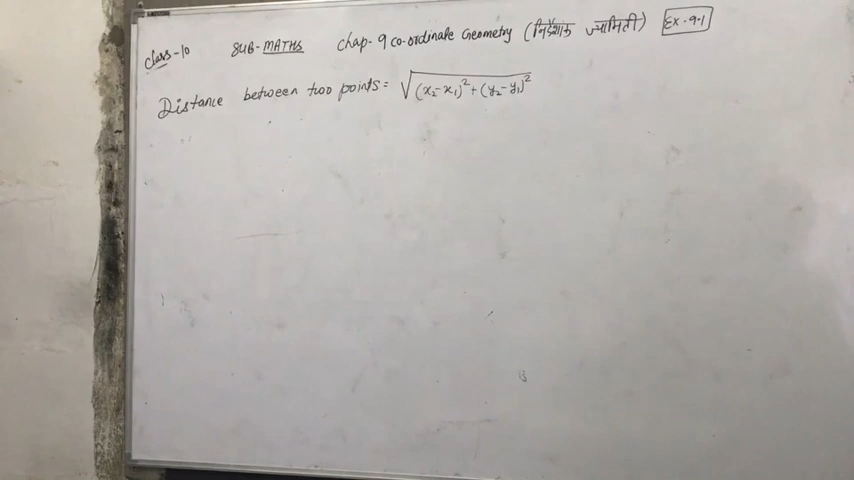 class-10 SUB-MATHS Chap-9 co-ordinate Geometry (निर्देशांक ज्यामिती) EX-9.1
Distance between two points = √(x₂-x₁)²+(y₂-y₁)²